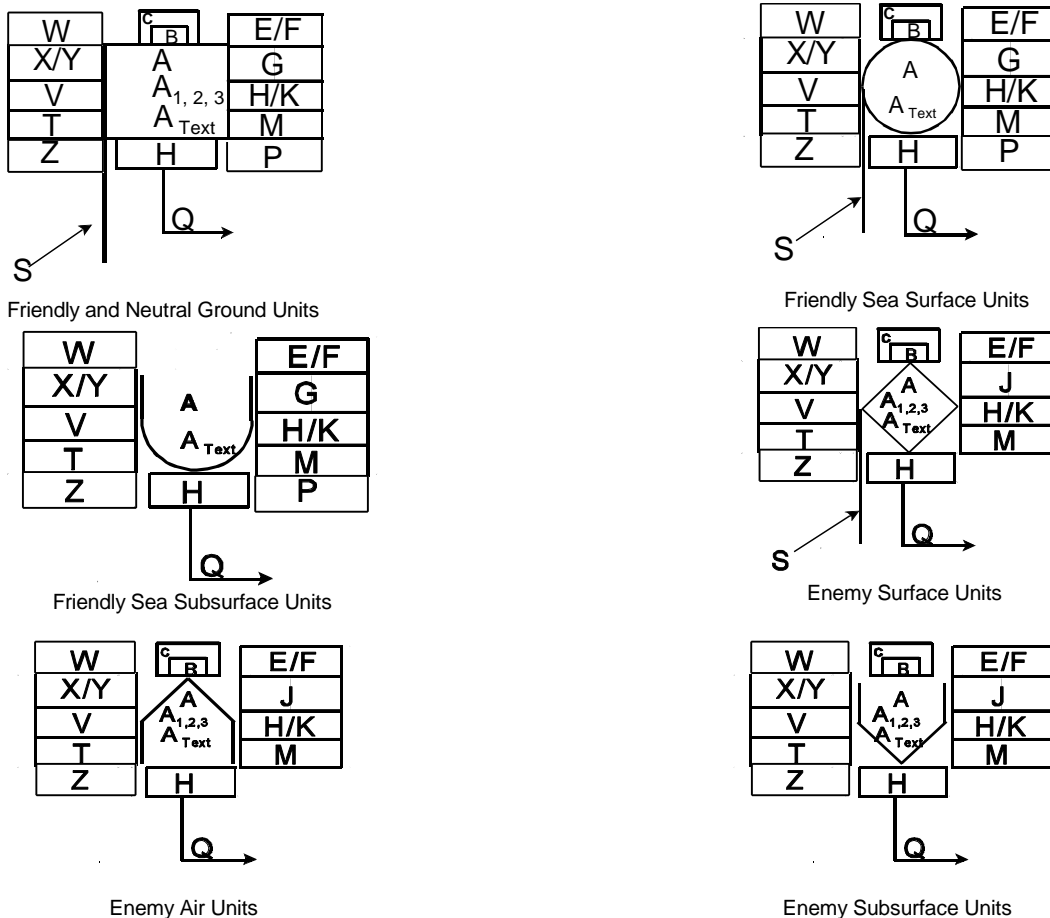 C
W B E/F
X/Y A G
V A1, 2, 3 H/K
T A Text M
Z H P
Q
S
Friendly and Neutral Ground Units
C
W B E/F
X/Y A G
V A Text H/K
T M
Z H P
Q
S
Friendly Sea Surface Units
W E/F
X/Y A G
V A Text H/K
T M
Z H P
Q
Friendly Sea Subsurface Units
C
W B E/F
X/Y A J
V A1,2,3 H/K
T A Text M
Z H
Q
S
Enemy Surface Units
C
W B E/F
X/Y A J
V A1,2,3 H/K
T A Text M
Z H
Q
Enemy Air Units
C
W B E/F
X/Y A J
V A1,2,3 H/K
T A Text M
Z H
Q
Enemy Subsurface Units